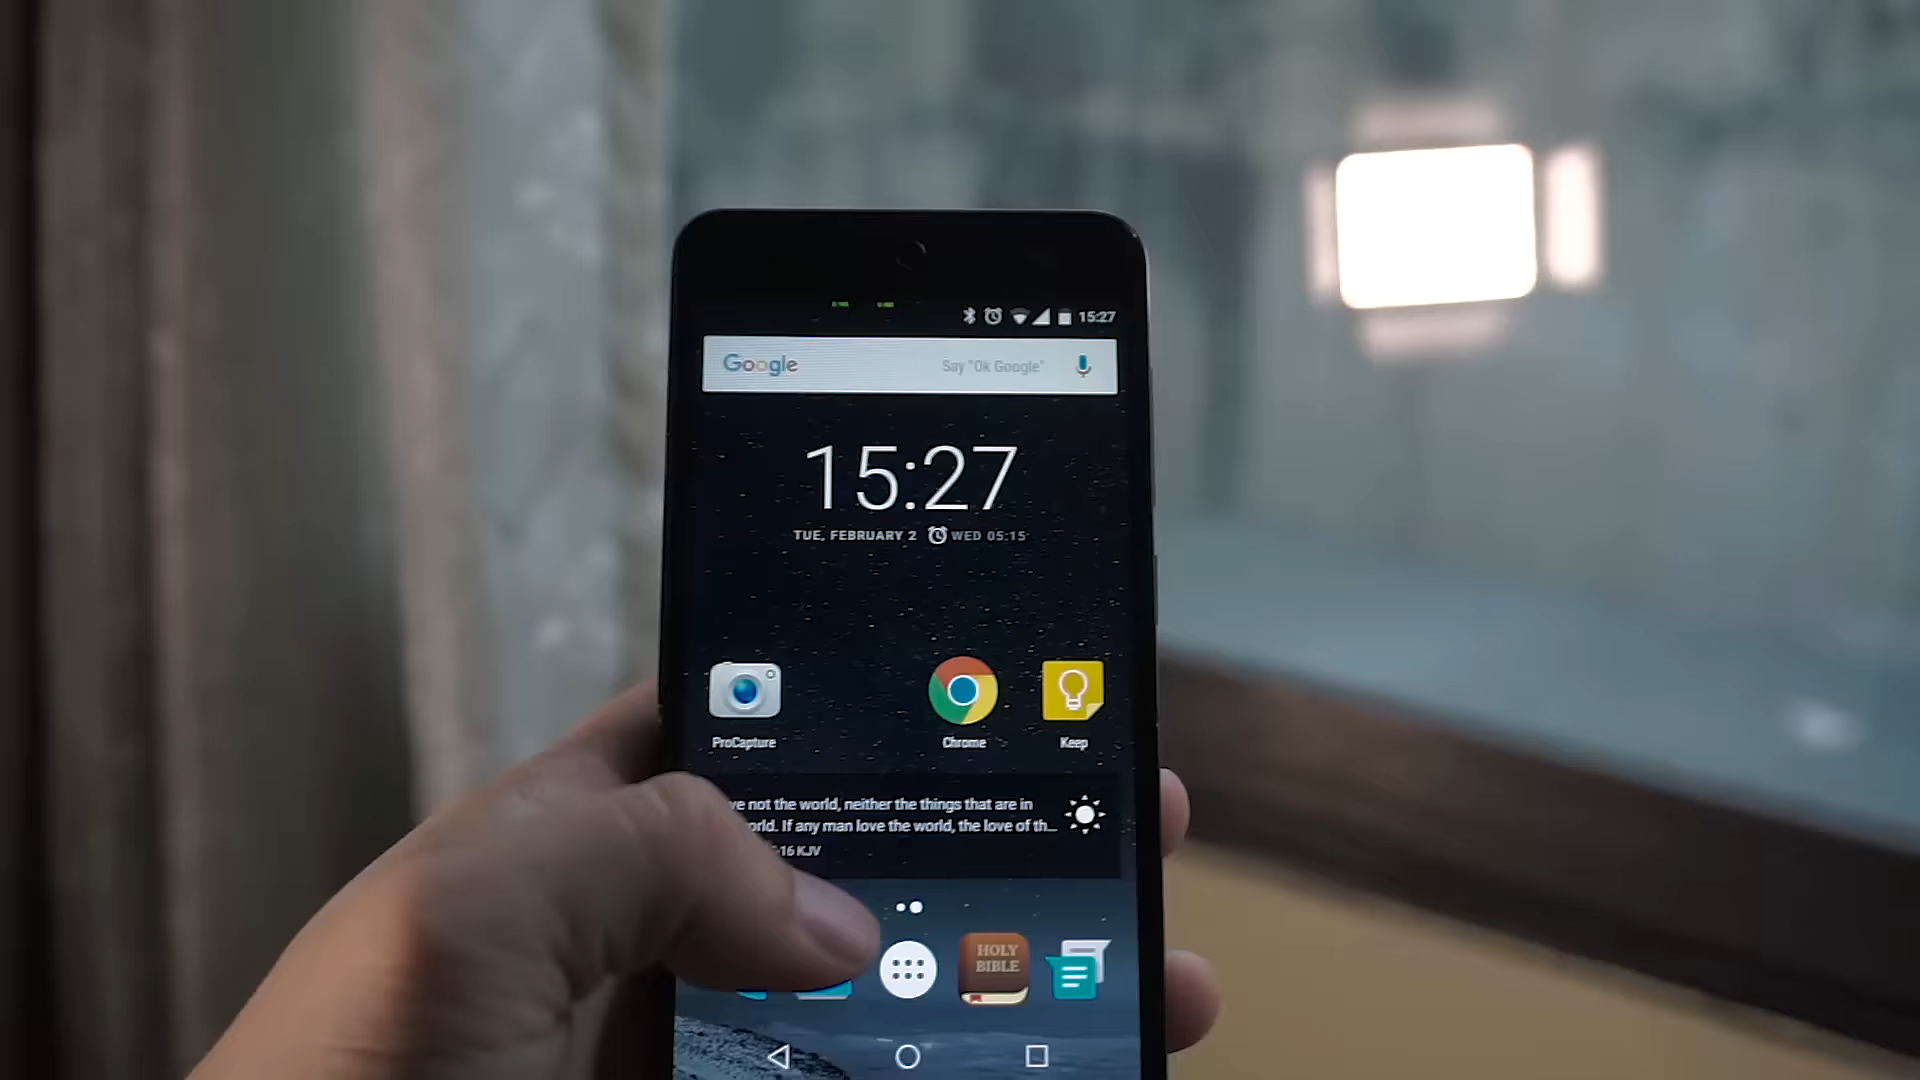 15:27
Google Say "Ok Google"
15:27
TUE, FEBRUARY 2 WED 05:15
ProCapture
Chrome
Keep
not the world, neither the things that are in
If any man love the world, the love of th...
16 KJV
HOLY
BIBLE